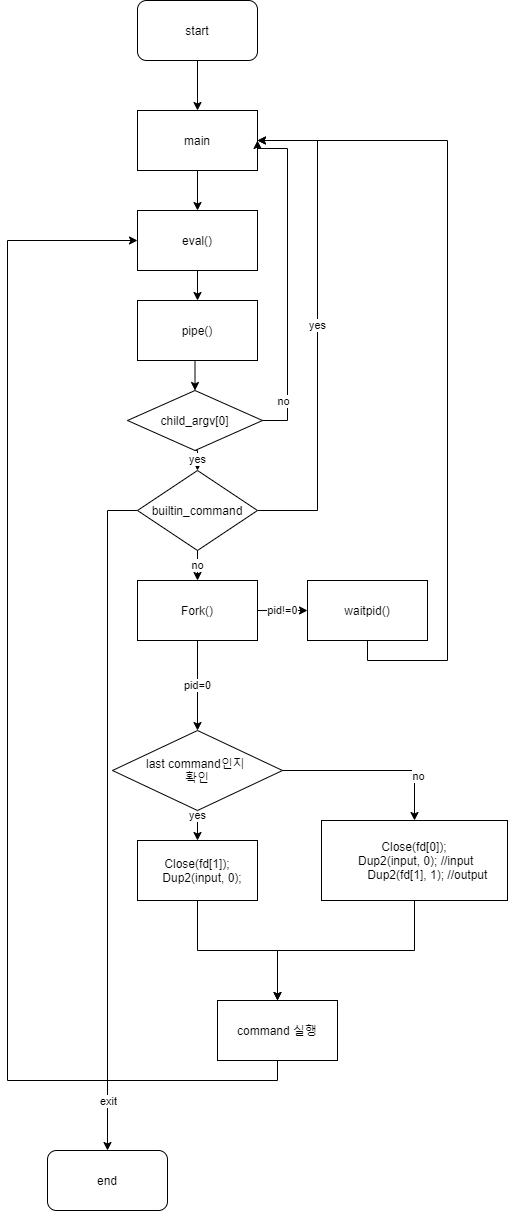 start
main
eval()
yes
pipe()
no
child_argv[0]
yes
builtin_command
no
Fork()
pid!=0
waitpid()
pid=0
last command인지
확인
no
yes
Close(fd[1]);
Dup2(input, 0);
Close(fd[0]);
Dup2(input, 0); //input
Dup2(fd[1], 1); //output
command 실행
exit
end